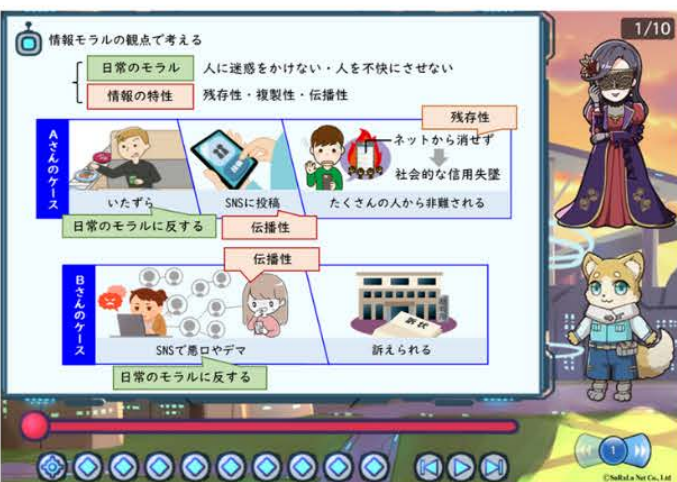 1/10
情報モラルの観点で考える
日常のモラル 人に迷惑をかけない・人を不快にさせない
情報の特性 残存性・複製性・伝播性
残存性
Aさんのケース
ネットから消せず
社会的な信用失墜
いたずら
SNSに投稿
たくさんの人から非難される
日常のモラルに反する
伝播性
伝播性
Bさんのケース
訴状
SNSで悪口やデマ
訴えられる
日常のモラルに反する
1
©SuRaLa Net Co., Ltd